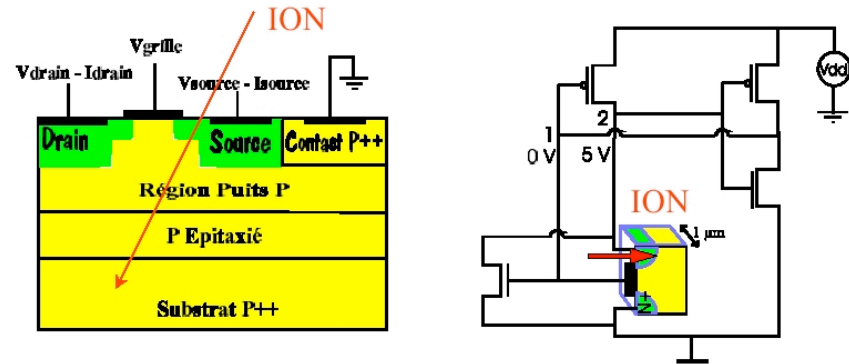 ION
Vgrille
Vdrain - Idrain
Vsource - Isource
Drain
Source
Contact P++
Région Puits P
P Epitaxié
Substrat P++
Vdd
1
2
0 V
5 V
ION
1 µm
N+